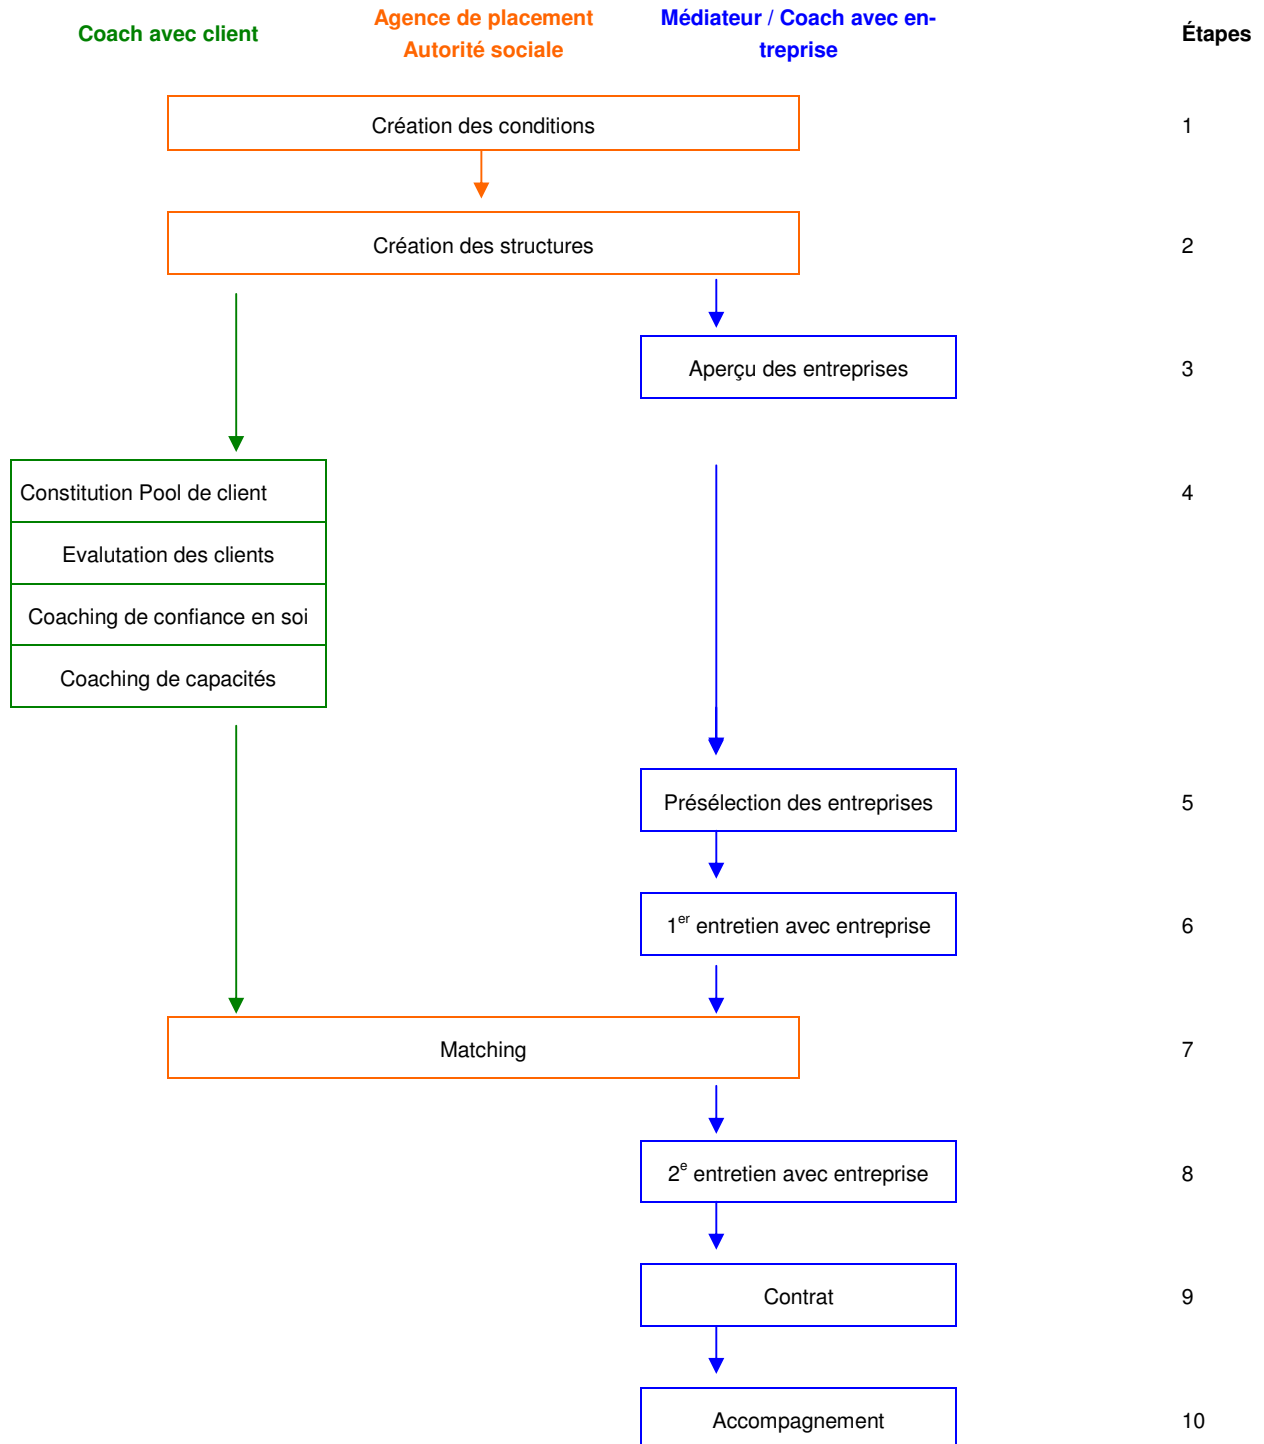 Coach avec client
Agence de placement
Autorité sociale
Médiateur / Coach avec en-
treprise
Étapes
Création des conditions
1
Création des structures
2
Aperçu des entreprises
3
Constitution Pool de client
4
Evalutation des clients
Coaching de confiance en soi
Coaching de capacités
Présélection des entreprises
5
1er entretien avec entreprise
6
Matching
7
2e entretien avec entreprise
8
Contrat
9
Accompagnement
10